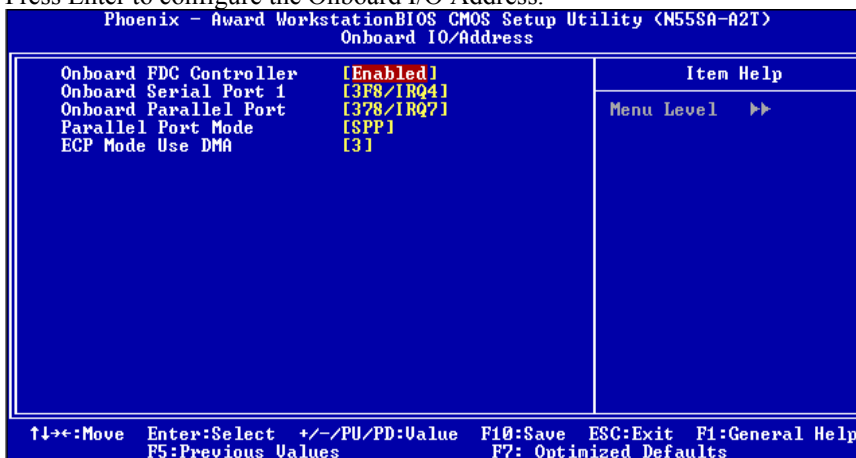 Press Enter to configure the Onboard I/O Address.
Phoenix - Award WorkstationBIOS CMOS Setup Utility (N55SA-A2T)
Onboard IO/Address
Onboard FDC Controller [Enabled]
Onboard Serial Port 1 [3F8/IRQ4]
Onboard Parallel Port [378/IRQ7]
Parallel Port Mode [SPP]
ECP Mode Use DMA [3]
Item Help
Menu Level ▸▸
↑↓→←:Move Enter:Select +/-/PU/PD:Value F10:Save ESC:Exit F1:General Help
F5:Previous Values F7: Optimized Defaults